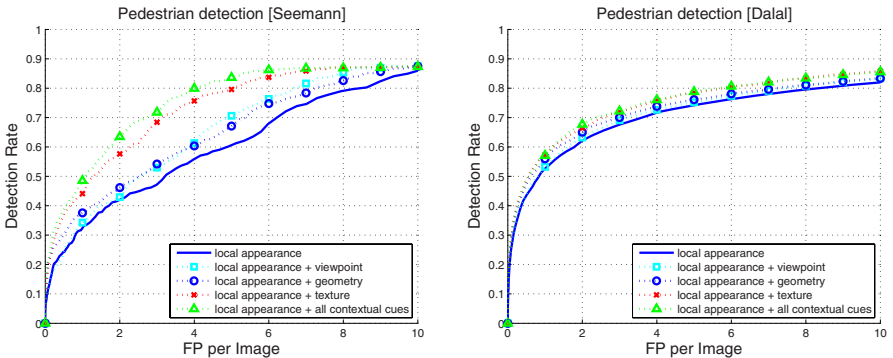 Pedestrian detection [Seemann]
1
0.9
0.8
0.7
0.6
0.5
0.4
0.3
0.2
0.1
0
Detection Rate
local appearance
local appearance + viewpoint
local appearance + geometry
local appearance + texture
local appearance + all contextual cues
0 2 4 6 8 10
FP per Image
Pedestrian detection [Dalal]
1
0.9
0.8
0.7
0.6
0.5
0.4
0.3
0.2
0.1
0
Detection Rate
local appearance
local appearance + viewpoint
local appearance + geometry
local appearance + texture
local appearance + all contextual cues
0 2 4 6 8 10
FP per Image